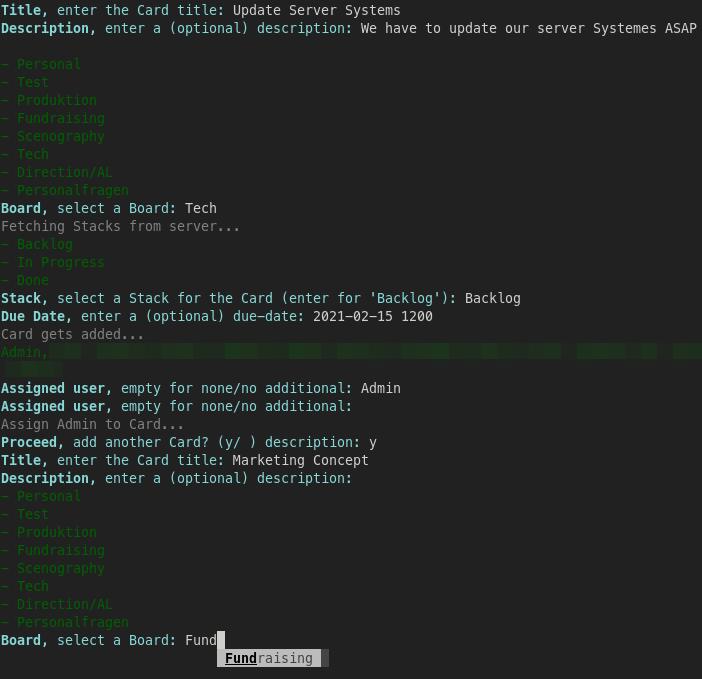 Title, enter the Card title: Update Server Systems
Description, enter a (optional) description: We have to update our server Systemes ASAP
- Personal
- Test
- Produktion
- Fundraising
- Scenography
- Tech
- Direction/AL
- Personalfragen
Board, select a Board: Tech
Fetching Stacks from server...
- Backlog
- In Progress
- Done
Stack, select a Stack for the Card (enter for 'Backlog'): Backlog
Due Date, enter a (optional) due-date: 2021-02-15 1200
Card gets added...
Admin,
Assigned user, empty for none/no additional: Admin
Assigned user, empty for none/no additional:
Assign Admin to Card...
Proceed, add another Card? (y/ ) description: y
Title, enter the Card title: Marketing Concept
Description, enter a (optional) description:
- Personal
- Test
- Produktion
- Fundraising
- Scenography
- Tech
- Direction/AL
- Personalfragen
Board, select a Board: Fund
Fundraising